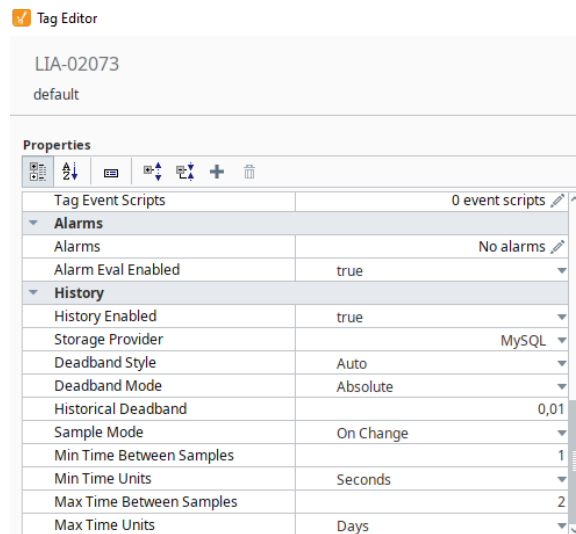 Tag Editor
LIA-02073
default
Properties
Tag Event Scripts 0 event scripts
Alarms
Alarms No alarms
Alarm Eval Enabled true
History
History Enabled true
Storage Provider MySQL
Deadband Style Auto
Deadband Mode Absolute
Historical Deadband 0,01
Sample Mode On Change
Min Time Between Samples 1
Min Time Units Seconds
Max Time Between Samples 2
Max Time Units Days